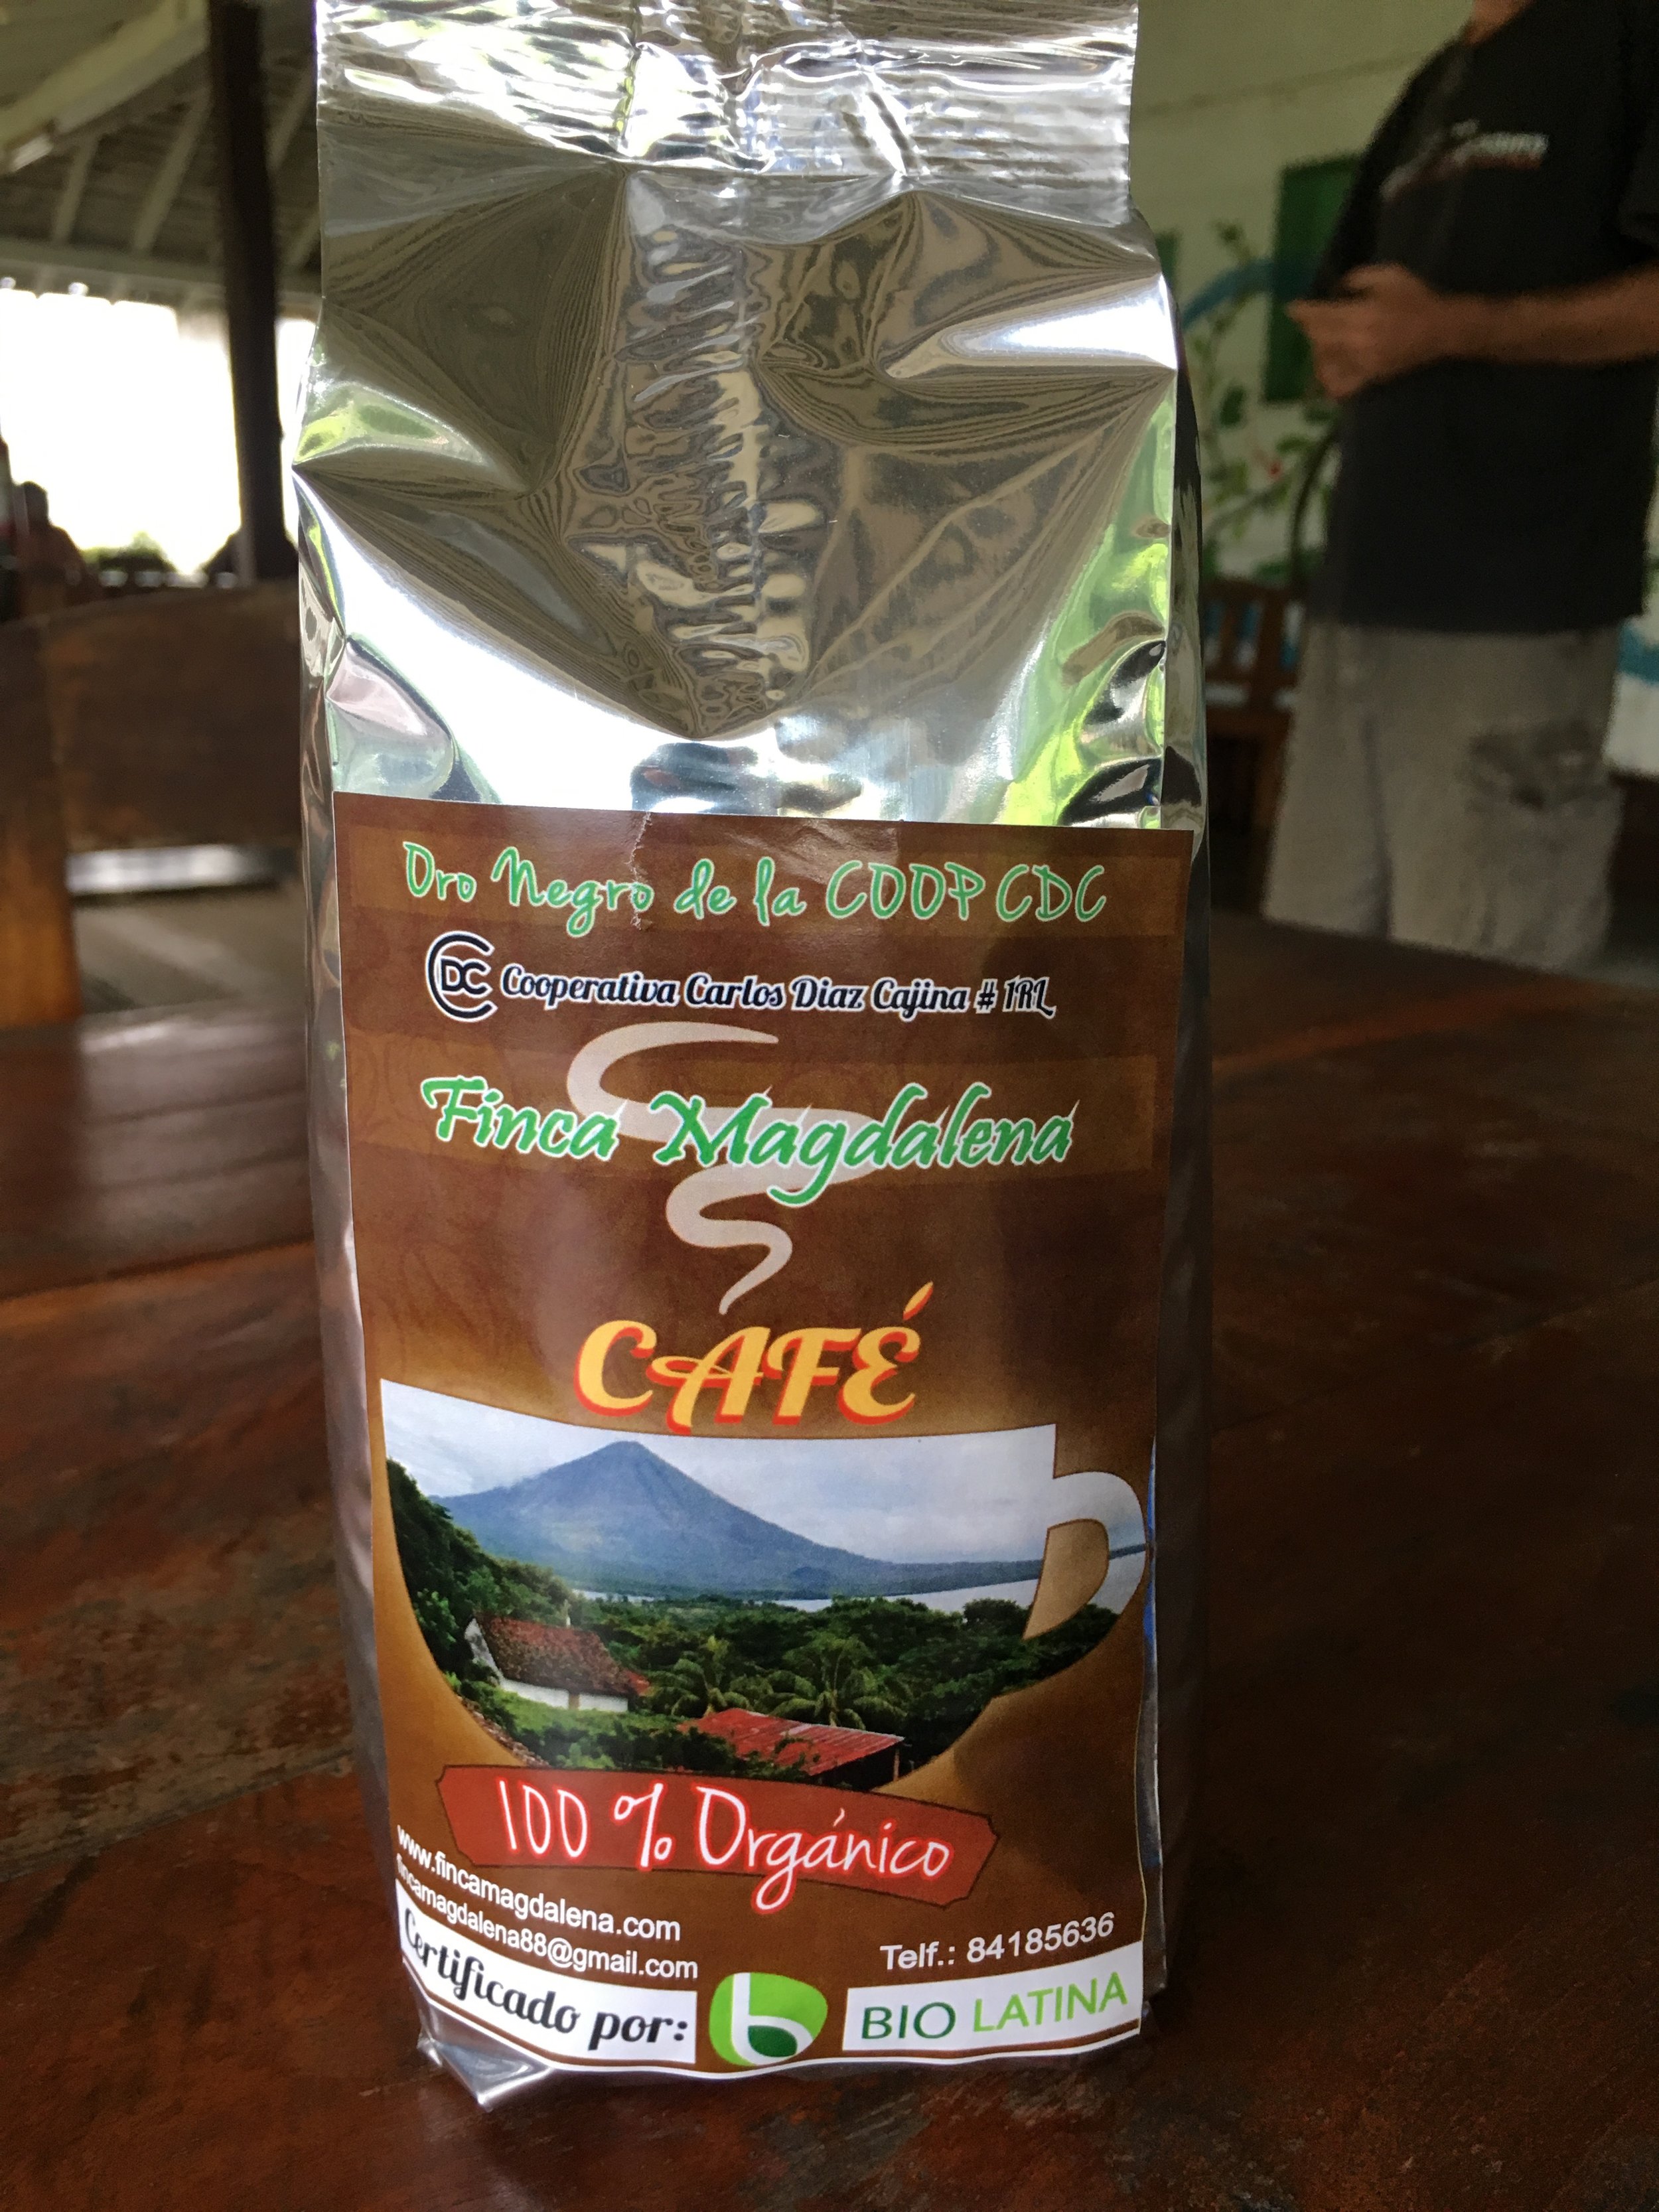 Oro Negro de la COOP CDC
CDC Cooperativa Carlos Diaz Cajina # 1RL
Finca Magdalena
CAFÉ
100 % Orgánico
www.fincamagdalena.com
fincamagdalena88@gmail.com
Telf.: 84185636
Certificado por:
b BIO LATINA